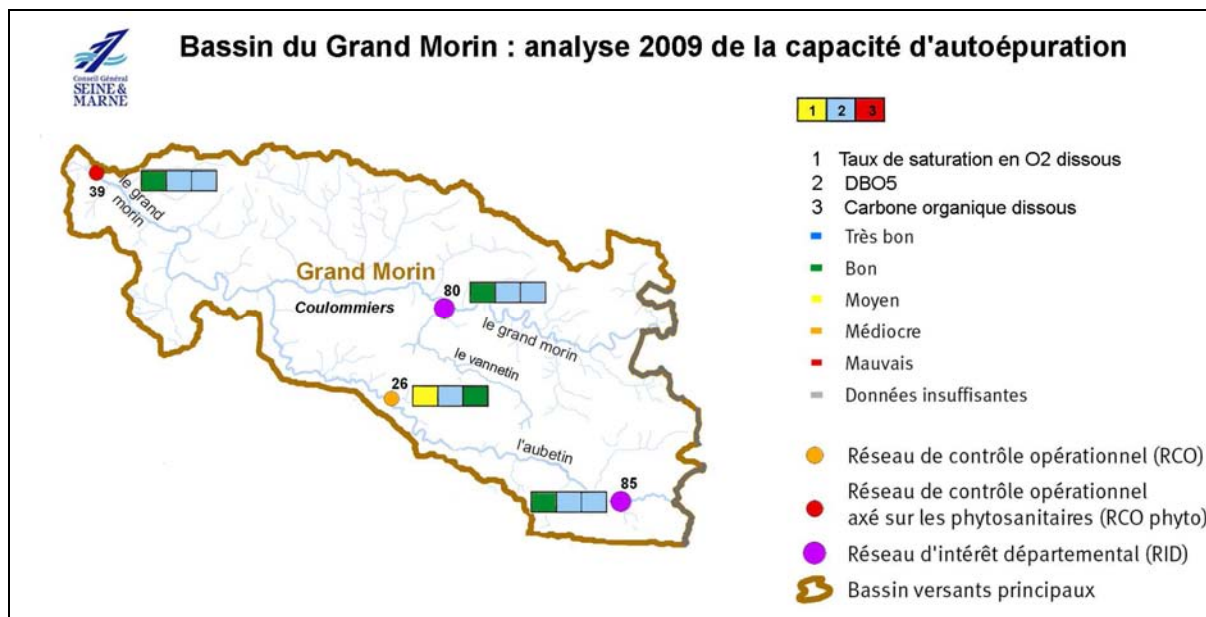 Bassin du Grand Morin : analyse 2009 de la capacité d'autoépuration
Conseil Général
SEINE &
MARNE
1 2 3
1 Taux de saturation en O2 dissous
2 DBO5
3 Carbone organique dissous
Très bon
Bon
Moyen
Médiocre
Mauvais
Données insuffisantes
Réseau de contrôle opérationnel (RCO)
Réseau de contrôle opérationnel
axé sur les phytosanitaires (RCO phyto)
Réseau d'intérêt départemental (RID)
Bassin versants principaux
39
le grand
morin
Grand Morin
80
Coulommiers
le grand morin
le vannetin
26
l'aubetin
85